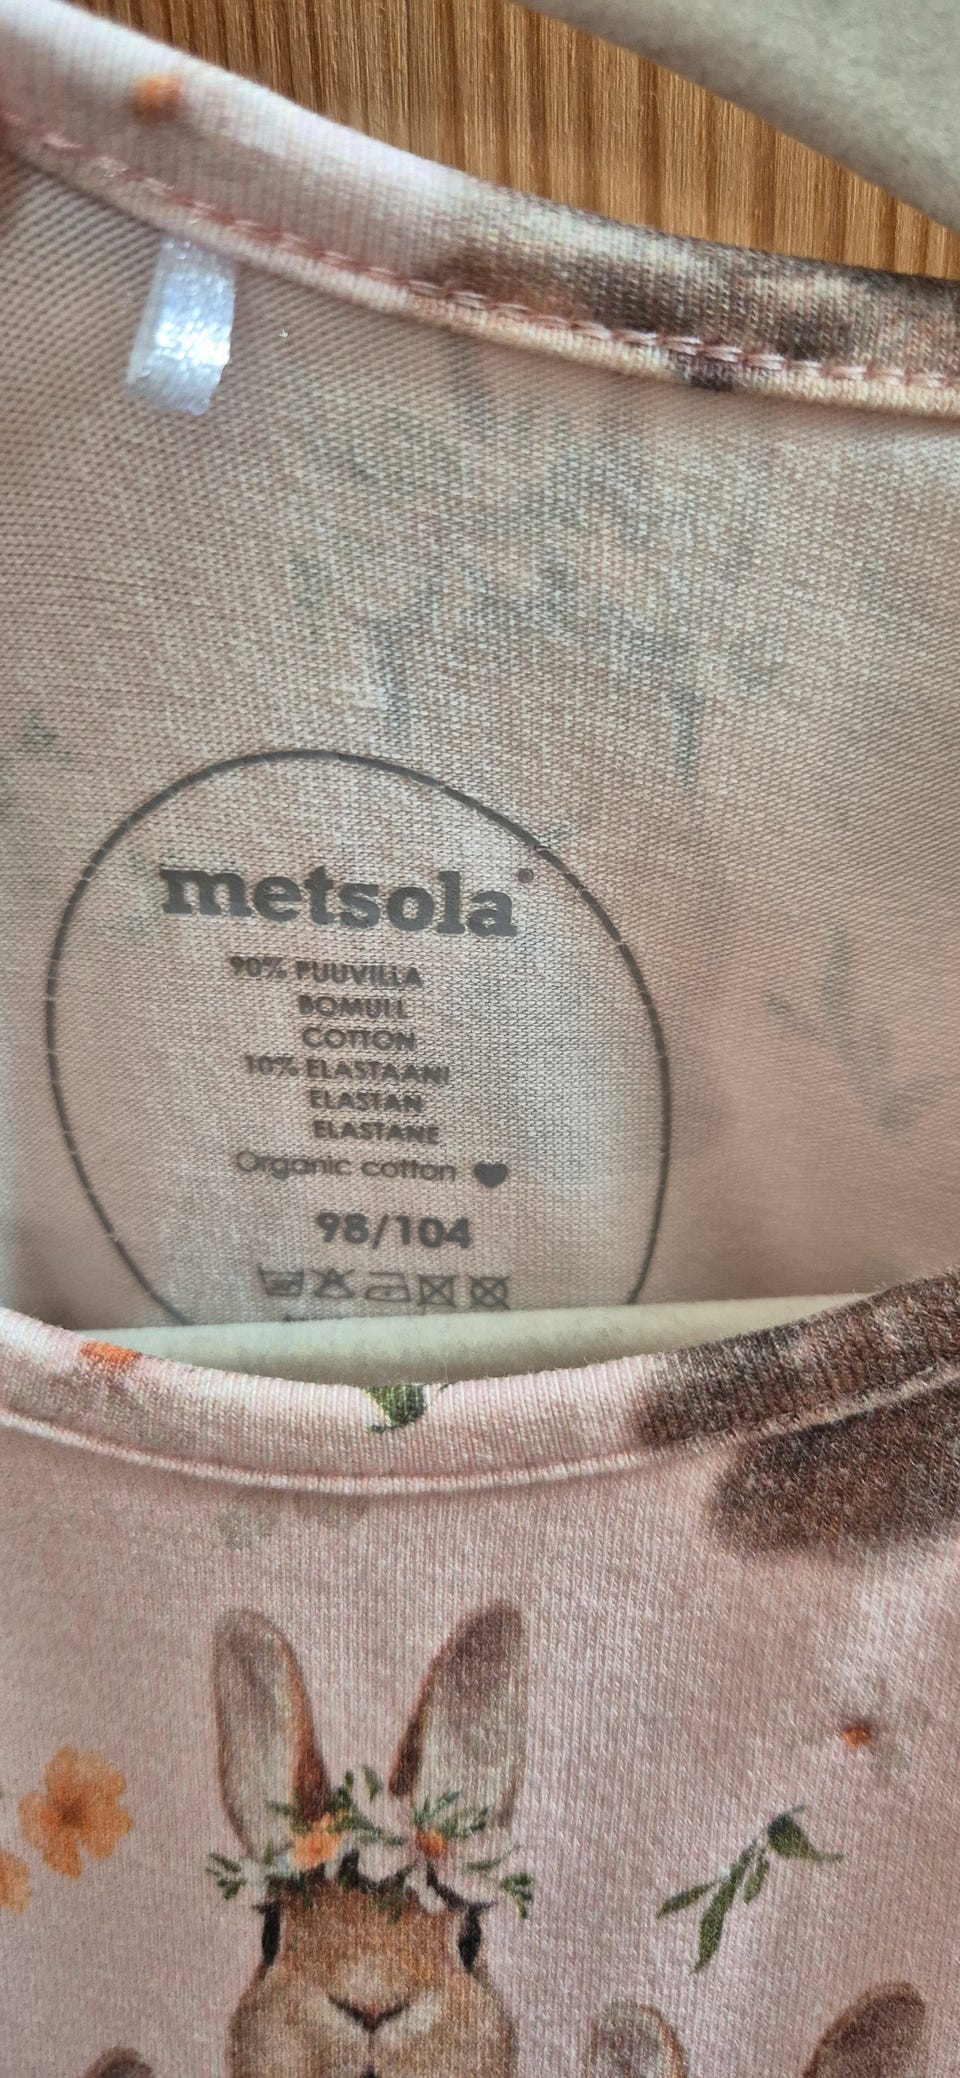 metsola
90% PUUVILLA
BOMULL
COTTON
10% ELASTAANI
ELASTAN
ELASTANE
Organic cotton
98/104